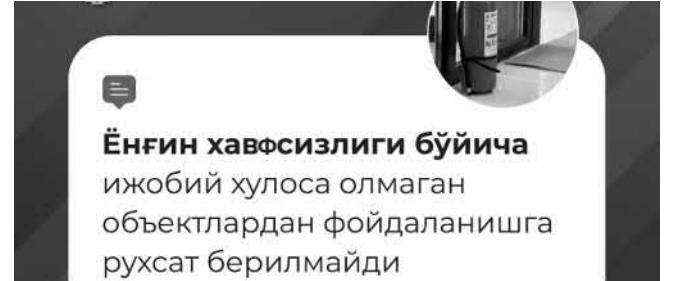 Ёнғин хавфсизлиги бўйича
ижобий хулоса олмаган
объектлардан фойдаланишга
рухсат берилмайди